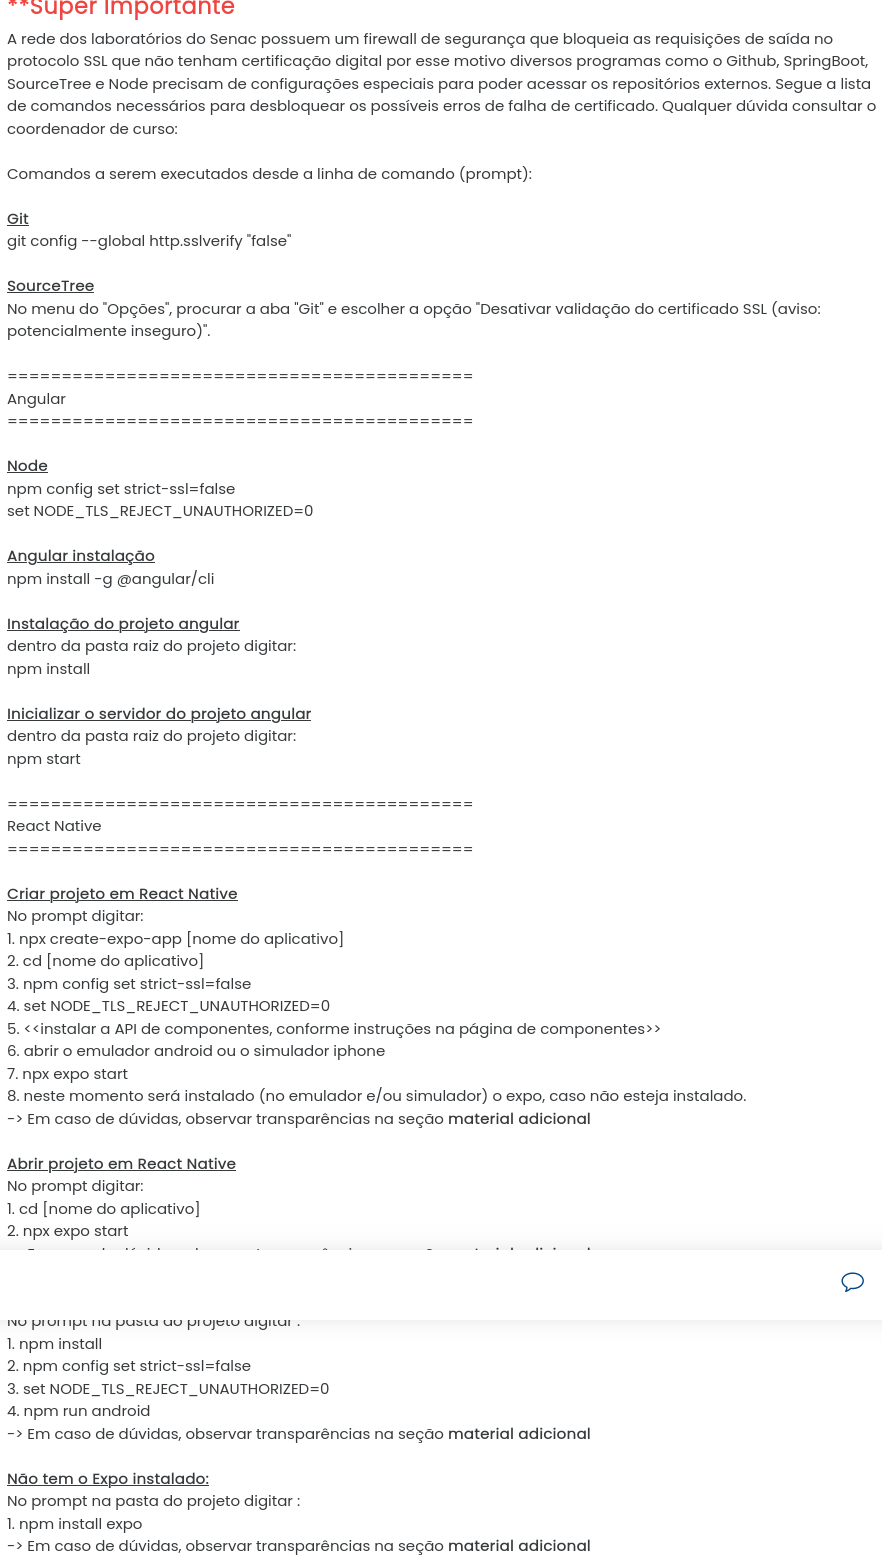 **Super Importante
A rede dos laboratórios do Senac possuem um firewall de segurança que bloqueia as requisições de saída no
protocolo SSL que não tenham certificação digital por esse motivo diversos programas como o Github, SpringBoot,
SourceTree e Node precisam de configurações especiais para poder acessar os repositórios externos. Segue a lista
de comandos necessários para desbloquear os possíveis erros de falha de certificado. Qualquer dúvida consultar o
coordenador de curso:
Comandos a serem executados desde a linha de comando (prompt):
Git
git config --global http.sslverify "false"
SourceTree
No menu do "Opções", procurar a aba "Git" e escolher a opção "Desativar validação do certificado SSL (aviso:
potencialmente inseguro)".
===========================================
Angular
===========================================
Node
npm config set strict-ssl=false
set NODE_TLS_REJECT_UNAUTHORIZED=0
Angular instalação
npm install -g @angular/cli
Instalação do projeto angular
dentro da pasta raiz do projeto digitar:
npm install
Inicializar o servidor do projeto angular
dentro da pasta raiz do projeto digitar:
npm start
===========================================
React Native
===========================================
Criar projeto em React Native
No prompt digitar:
1. npx create-expo-app [nome do aplicativo]
2. cd [nome do aplicativo]
3. npm config set strict-ssl=false
4. set NODE_TLS_REJECT_UNAUTHORIZED=0
5. <<instalar a API de componentes, conforme instruções na página de componentes>>
6. abrir o emulador android ou o simulador iphone
7. npx expo start
8. neste momento será instalado (no emulador e/ou simulador) o expo, caso não esteja instalado.
-> Em caso de dúvidas, observar transparências na seção material adicional
Abrir projeto em React Native
No prompt digitar:
1. cd [nome do aplicativo]
2. npx expo start
No prompt na pasta do projeto digitar :
1. npm install
2. npm config set strict-ssl=false
3. set NODE_TLS_REJECT_UNAUTHORIZED=0
4. npm run android
-> Em caso de dúvidas, observar transparências na seção material adicional
Não tem o Expo instalado:
No prompt na pasta do projeto digitar :
1. npm install expo
-> Em caso de dúvidas, observar transparências na seção material adicional